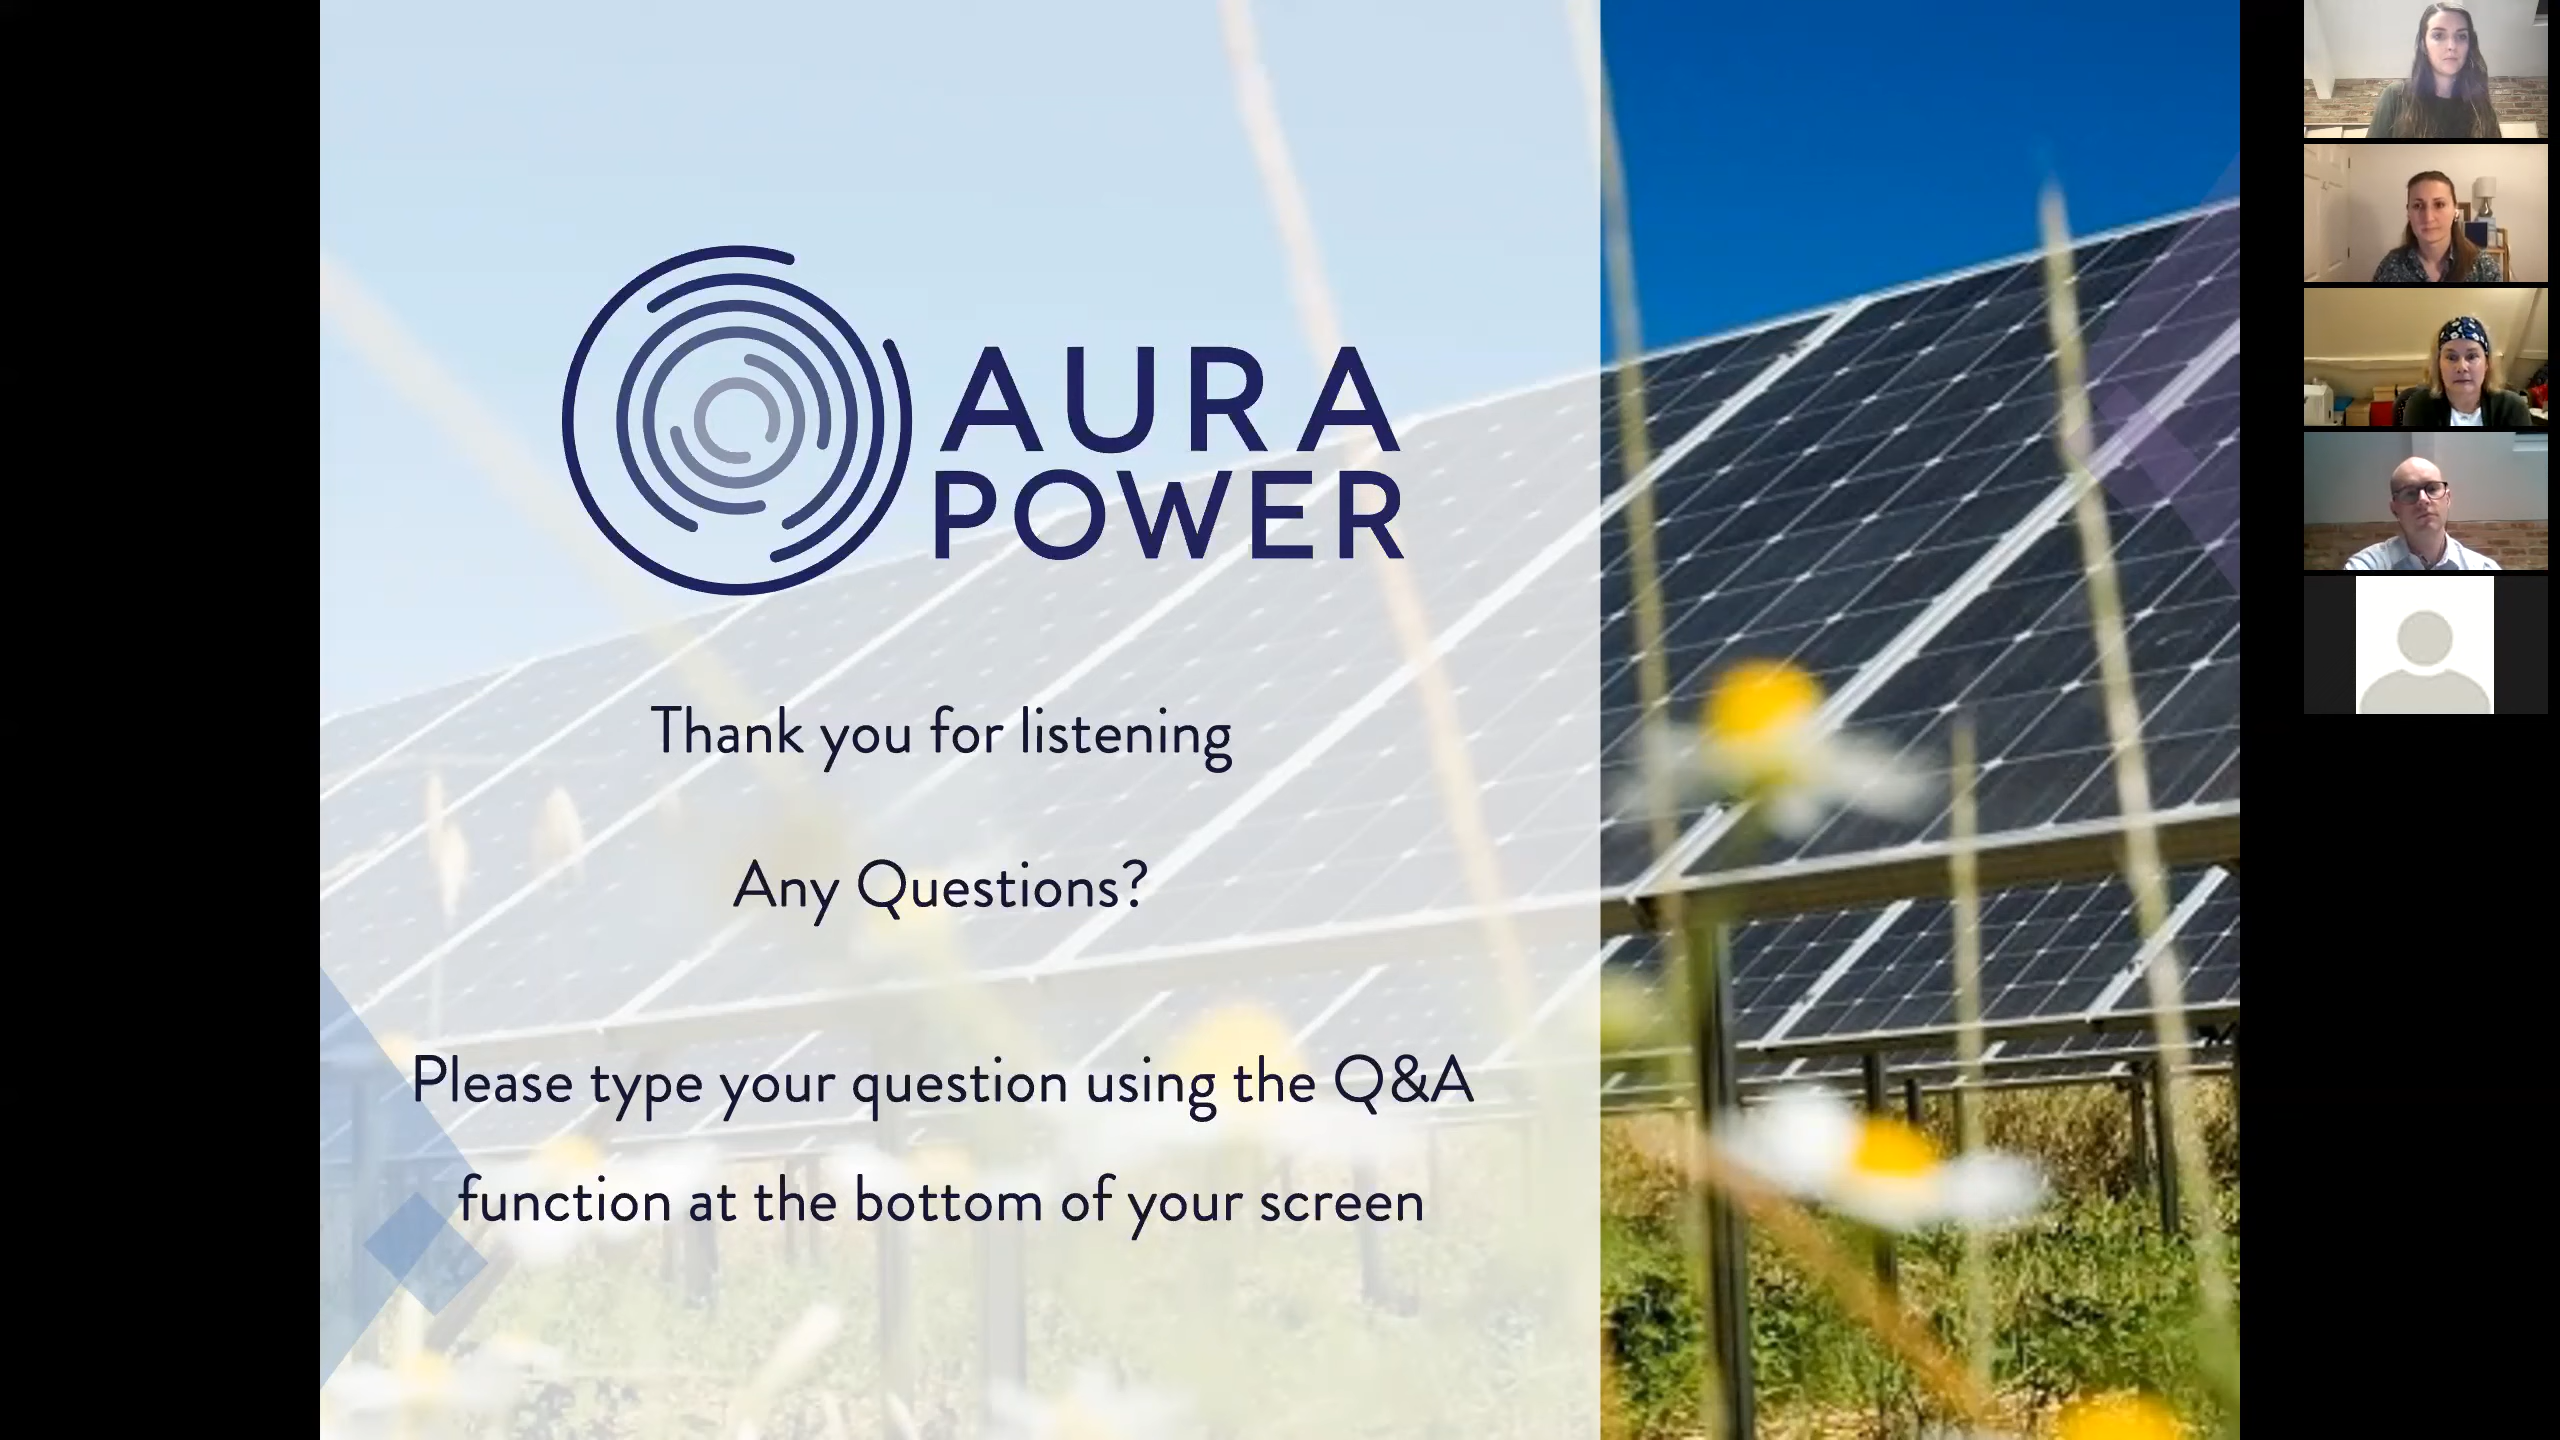 AURA
POWER
Thank you for listening
Any Questions?
Please type your question using the Q&A
function at the bottom of your screen